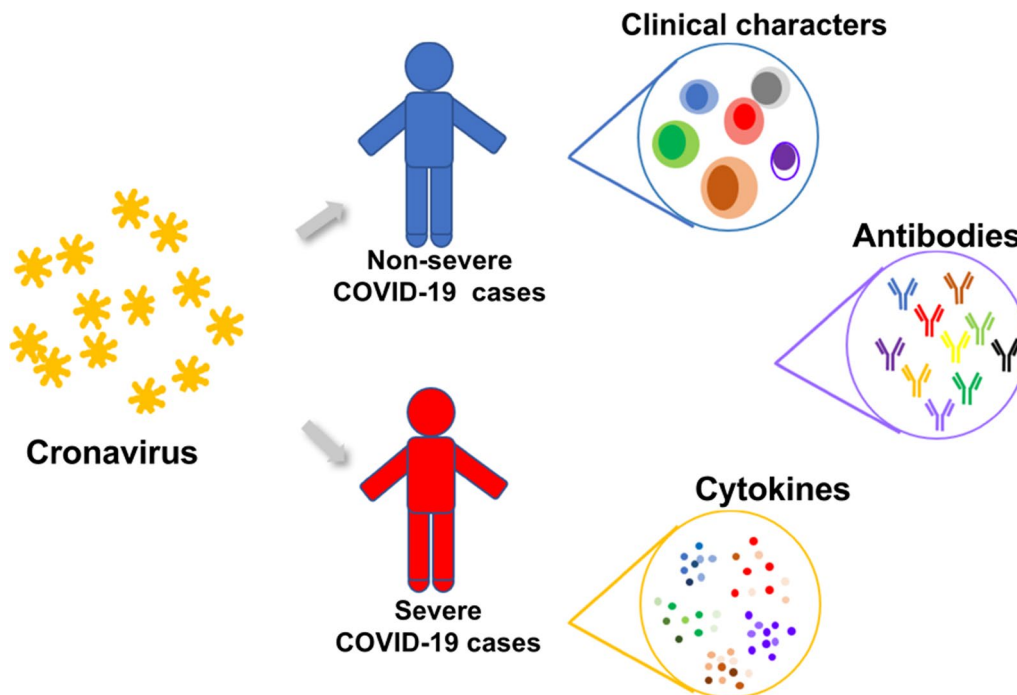 Clinical characters
Non-severe
COVID-19 cases
Antibodies
Cronavirus
Cytokines
Severe
COVID-19 cases